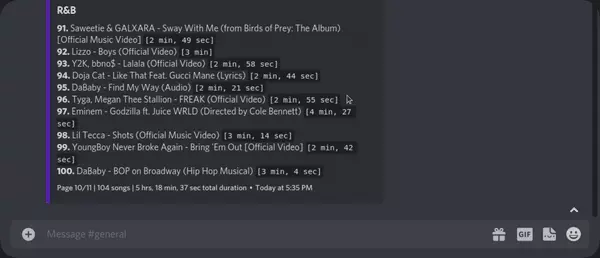 R&B
91. Saweetie & GALXARA - Sway With Me (from Birds of Prey: The Album)
[Official Music Video] [2 min, 49 sec]
92. Lizzo - Boys (Official Video) [3 min]
93. Y2K, bbno$ - Lalala (Official Video) [2 min, 58 sec]
94. Doja Cat - Like That Feat. Gucci Mane (Lyrics) [2 min, 44 sec]
95. DaBaby - Find My Way (Audio) [2 min, 21 sec]
96. Tyga, Megan Thee Stallion - FREAK (Official Video) [2 min, 55 sec]
97. Eminem - Godzilla ft. Juice WRLD (Directed by Cole Bennett) [4 min, 27
sec]
98. Lil Tecca - Shots (Official Music Video) [3 min, 14 sec]
99. YoungBoy Never Broke Again - Bring 'Em Out [Official Video] [2 min, 42
sec]
100. DaBaby - BOP on Broadway (Hip Hop Musical) [3 min, 4 sec]
Page 10/11 | 104 songs | 5 hrs, 18 min, 37 sec total duration • Today at 5:35 PM
Message #general
GIF